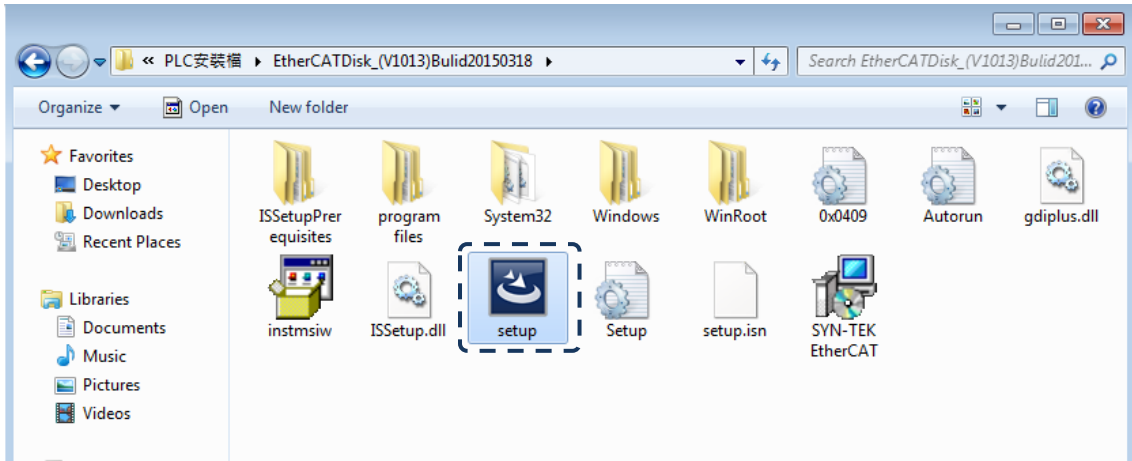 « PLC安裝檔 ▸ EtherCATDisk_(V1013)Bulid20150318 ▸
Search EtherCATDisk_(V1013)Bulid201...
Organize
Open
New folder
Favorites
Desktop
Downloads
Recent Places
Libraries
Documents
Music
Pictures
Videos
ISSetupPrer
equisites
program
files
System32
Windows
WinRoot
0x0409
Autorun
gdiplus.dll
instmsiw
ISSetup.dll
setup
Setup
setup.isn
SYN-TEK
EtherCAT